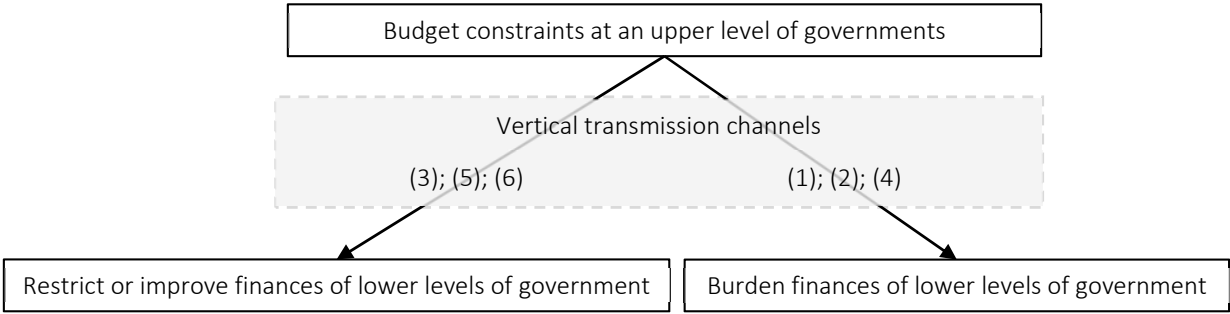 Budget constraints at an upper level of governments
Vertical transmission channels
(3); (5); (6)
(1); (2); (4)
Restrict or improve finances of lower levels of government
Burden finances of lower levels of government